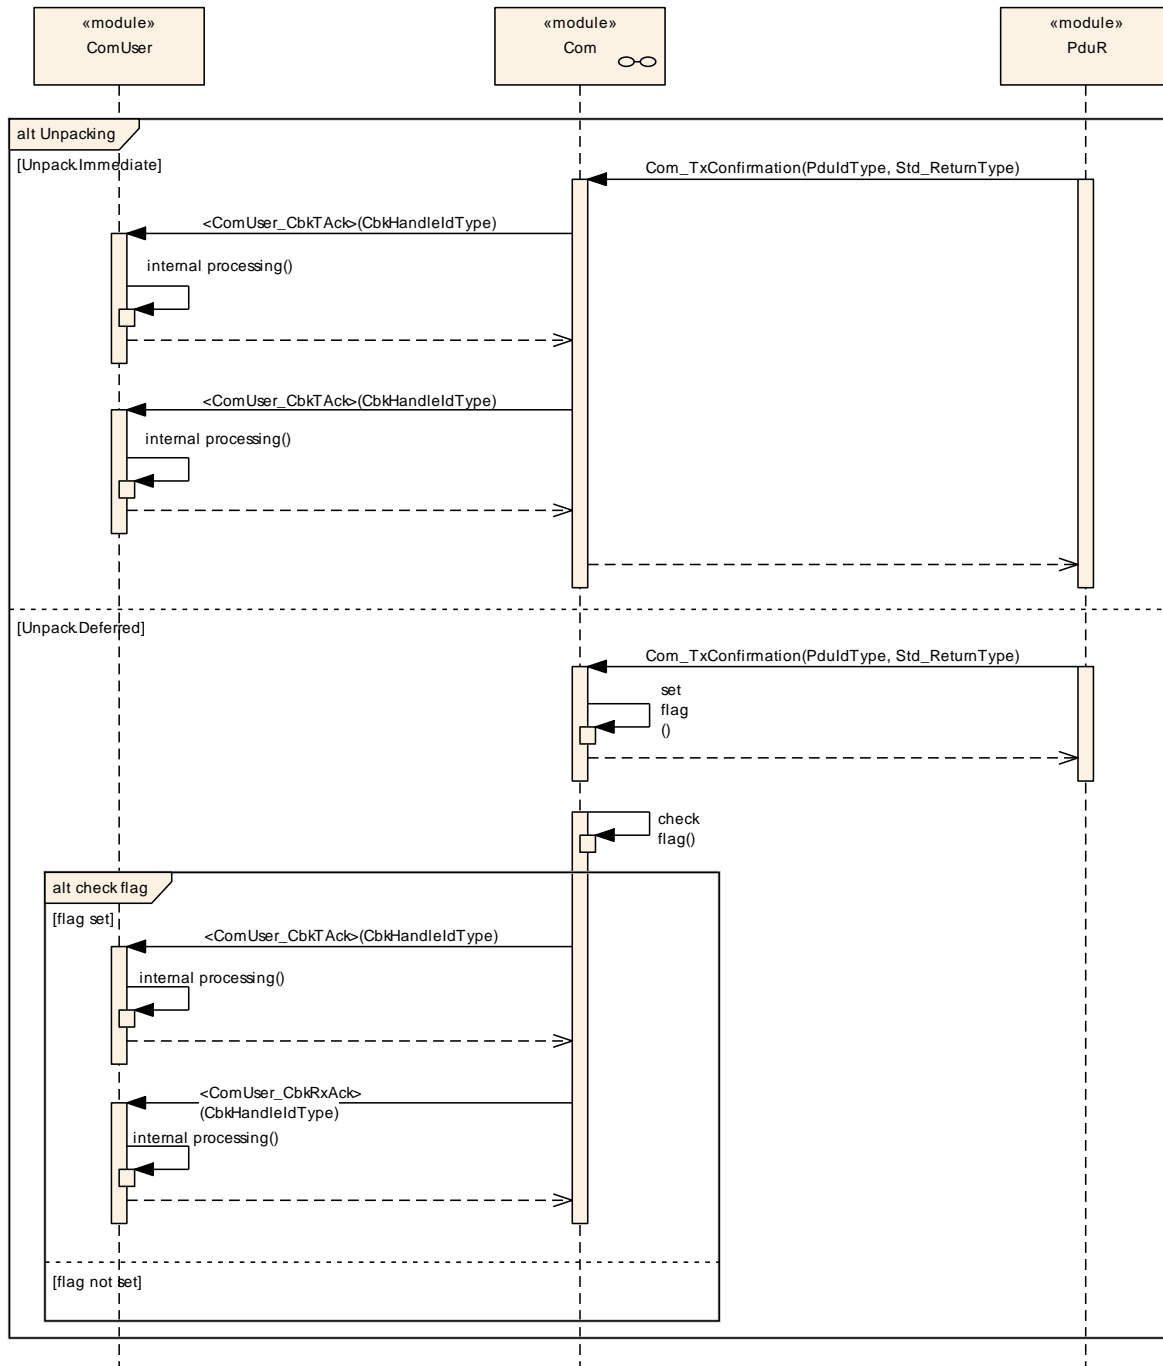 «module»
ComUser
«module»
Com
«module»
PduR
alt Unpacking
[Unpack.Immediate]
Com_TxConfirmation(PduIdType, Std_ReturnType)
<ComUser_CbkTAck>(CbkHandleIdType)
internal processing()
<ComUser_CbkTAck>(CbkHandleIdType)
internal processing()
[Unpack.Deferred]
Com_TxConfirmation(PduIdType, Std_ReturnType)
set
flag
()
check
flag()
alt check flag
[flag set]
<ComUser_CbkTAck>(CbkHandleIdType)
internal processing()
<ComUser_CbkRxAck>
(CbkHandleIdType)
internal processing()
[flag not set]